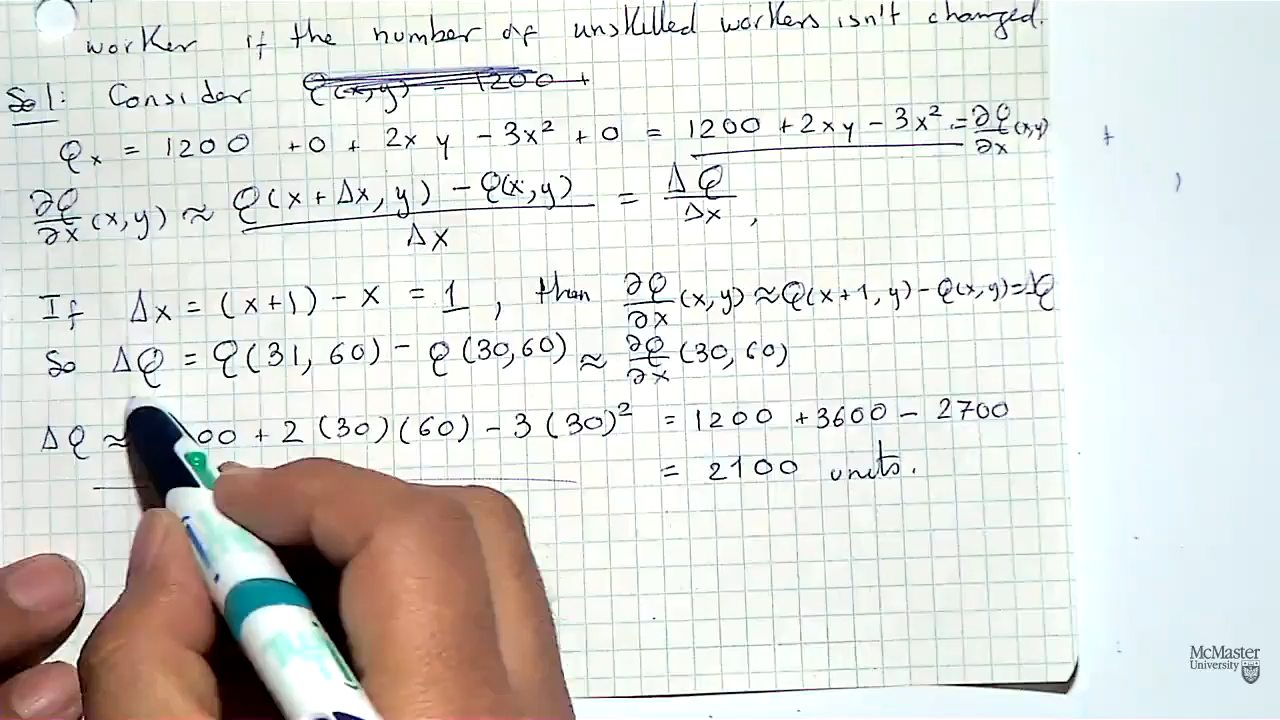 worker if the number of unskilled workers isn't changed.
Sol: Consider Q(x,y) = 1200 +
Qx = 1200 +0 + 2x y - 3x² + 0 = 1200 + 2xy - 3x² = ∂Q/∂x (x,y)
∂Q/∂x (x,y) ≈ (Q(x+Δx, y) - Q(x,y))/Δx = ΔQ/Δx ,
If Δx = (x+1) - x = 1 , then ∂Q/∂x (x,y) ≈ Q(x+1, y) - Q(x,y) = ΔQ
So ΔQ = Q(31, 60) - Q(30,60) ≈ ∂Q/∂x (30, 60)
ΔQ ≈ 00 + 2 (30)(60) - 3 (30)² = 1200 + 3600 - 2700
= 2100 units.
McMaster
University